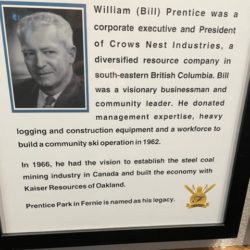 William (Bill) Prentice was a
corporate executive and President
of Crows Nest Industries, a
diversified resource company in
south-eastern British Columbia. Bill
was a visionary businessman and
community leader. He donated
management expertise, heavy
logging and construction equipment and a workforce to
build a community ski operation in 1962.
In 1966, he had the vision to establish the steel coal
mining industry in Canada and built the economy with
Kaiser Resources of Oakland.
Prentice Park in Fernie is named as his legacy.